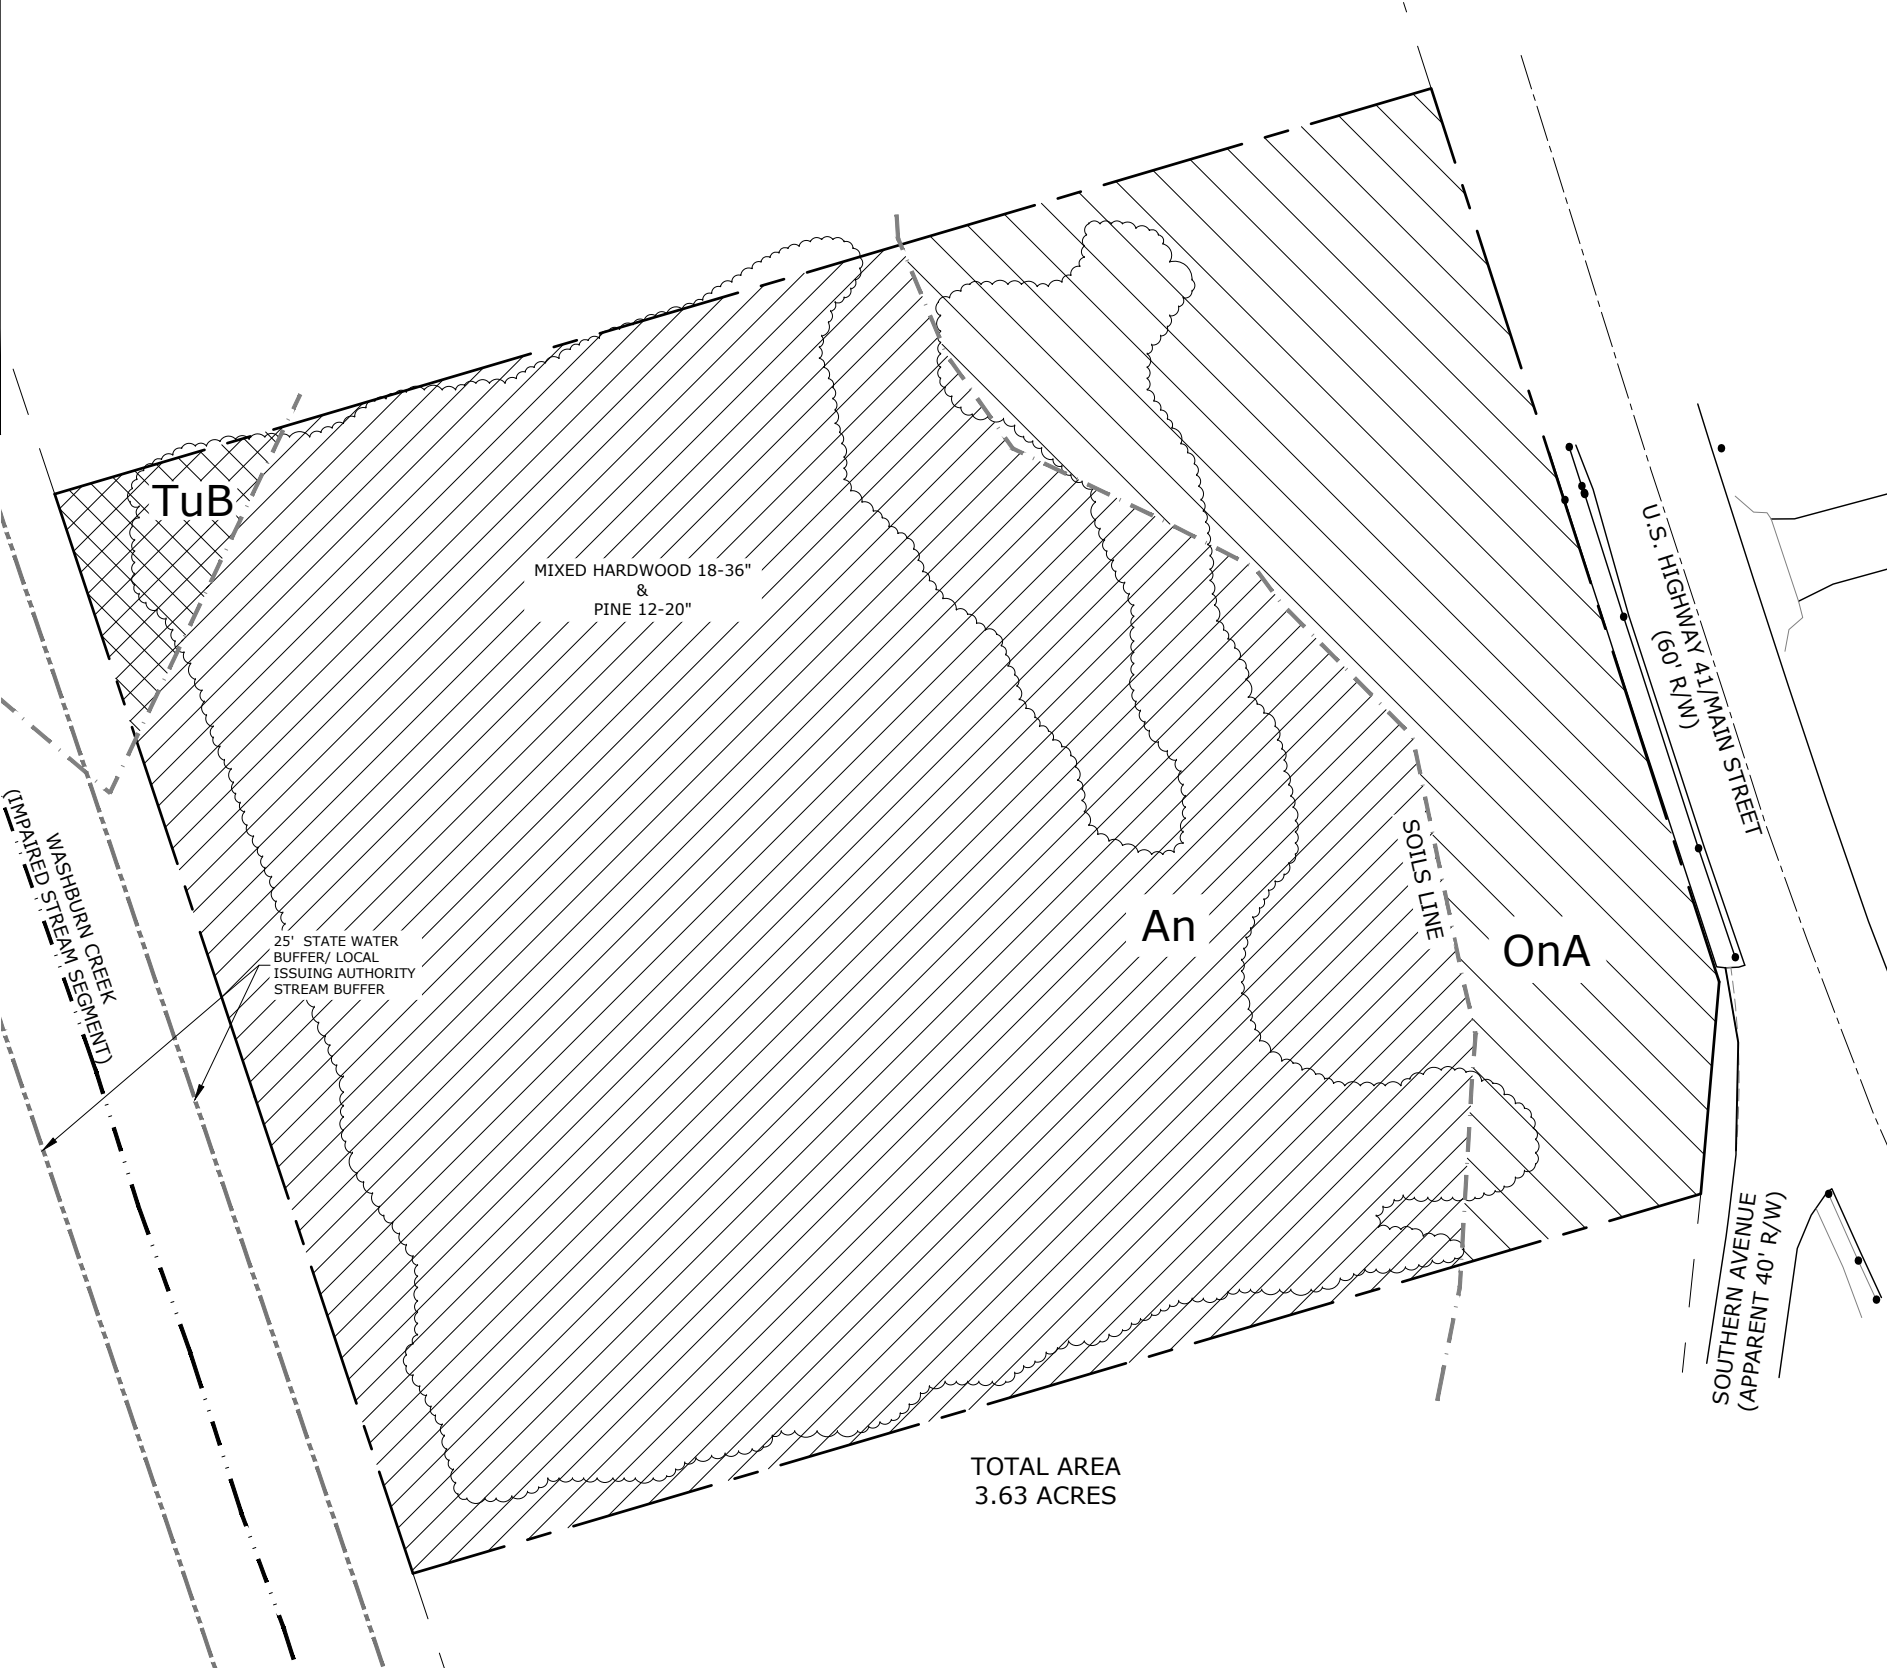 TuB
MIXED HARDWOOD 18-36"
&
PINE 12-20"
U.S. HIGHWAY 41/MAIN STREET
(60' R/W)
WASHBURN CREEK
(IMPAIRED STREAM SEGMENT)
SOILS LINE
An
OnA
25' STATE WATER
BUFFER/ LOCAL
ISSUING AUTHORITY
STREAM BUFFER
SOUTHERN AVENUE
(APPARENT 40' R/W)
TOTAL AREA
3.63 ACRES